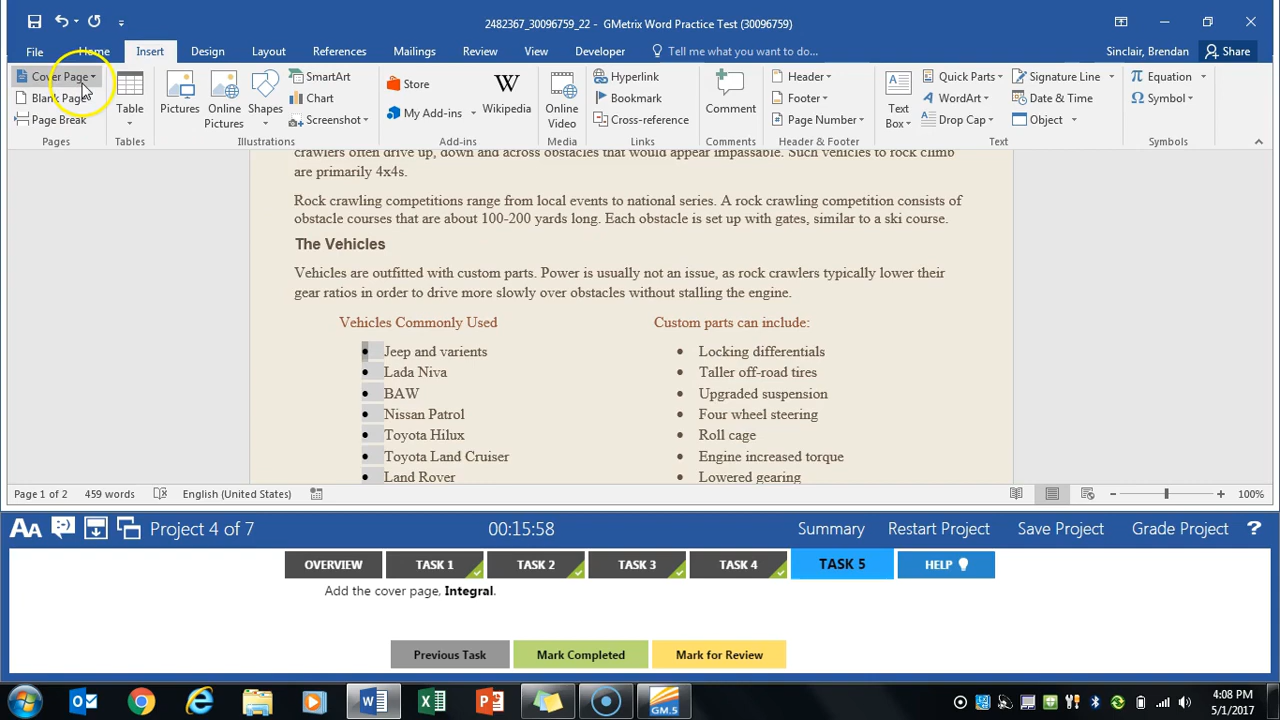 2482367_30096759_22 - GMetrix Word Practice Test (30096759)
File Home Insert Design Layout References Mailings Review View Developer Tell me what you want to do... Sinclair, Brendan Share
Cover Page
Blank Page
Page Break
Pages
Table
Tables
Pictures
Online Pictures
Shapes
SmartArt
Chart
Screenshot
Illustrations
Store
My Add-ins
Wikipedia
Add-ins
Online Video
Media
Hyperlink
Bookmark
Cross-reference
Links
Comment
Comments
Header
Footer
Page Number
Header & Footer
Text Box
Quick Parts
WordArt
Drop Cap
Signature Line
Date & Time
Object
Text
Equation
Symbol
Symbols
crawlers often drive up, down and across obstacles that would appear impassable. Such vehicles to rock climb
are primarily 4x4s.
Rock crawling competitions range from local events to national series. A rock crawling competition consists of
obstacle courses that are about 100-200 yards long. Each obstacle is set up with gates, similar to a ski course.
The Vehicles
Vehicles are outfitted with custom parts. Power is usually not an issue, as rock crawlers typically lower their
gear ratios in order to drive more slowly over obstacles without stalling the engine.
Vehicles Commonly Used
• Jeep and varients
• Lada Niva
• BAW
• Nissan Patrol
• Toyota Hilux
• Toyota Land Cruiser
• Land Rover
Custom parts can include:
• Locking differentials
• Taller off-road tires
• Upgraded suspension
• Four wheel steering
• Roll cage
• Engine increased torque
• Lowered gearing
Page 1 of 2 459 words English (United States) 100%
AA Project 4 of 7 00:15:58 Summary Restart Project Save Project Grade Project ?
OVERVIEW TASK 1 TASK 2 TASK 3 TASK 4 TASK 5 HELP
Add the cover page, Integral.
Previous Task Mark Completed Mark for Review
GM.5
4:08 PM
5/1/2017